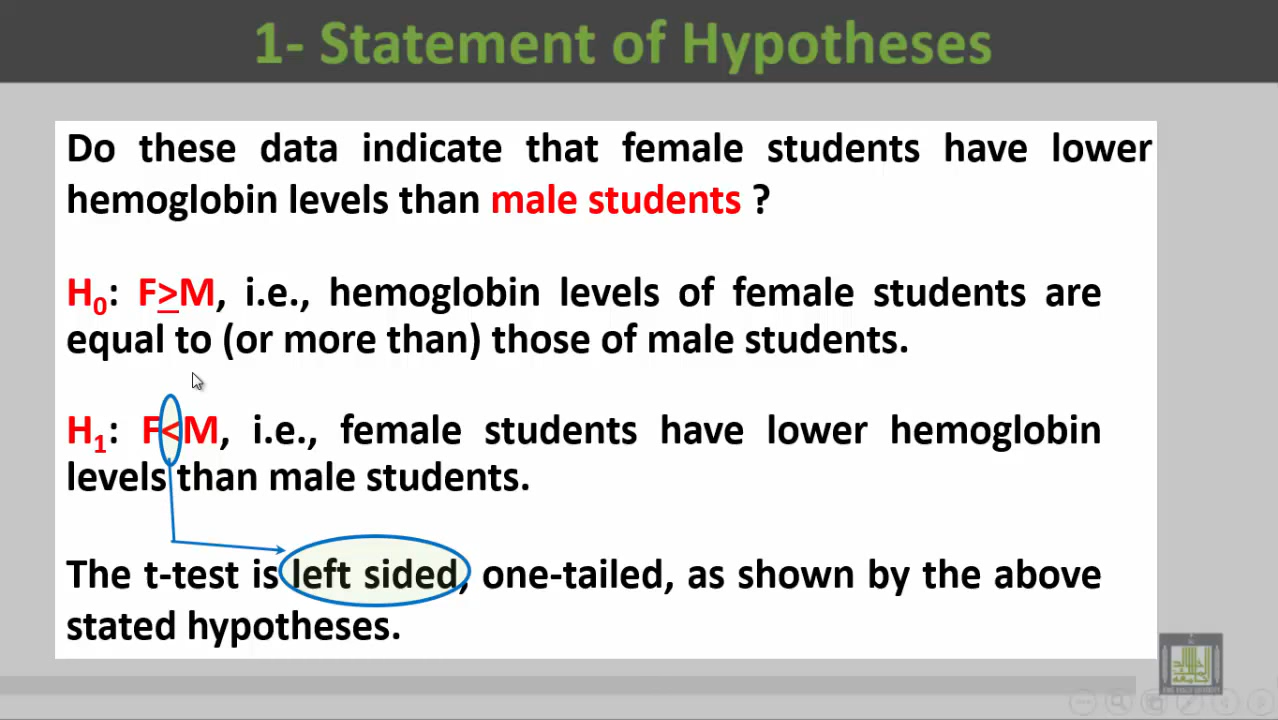 1- Statement of Hypotheses
Do these data indicate that female students have lower
hemoglobin levels than male students ?
H0: F≥M, i.e., hemoglobin levels of female students are
equal to (or more than) those of male students.
H1: F<M, i.e., female students have lower hemoglobin
levels than male students.
The t-test is left sided, one-tailed, as shown by the above
stated hypotheses.